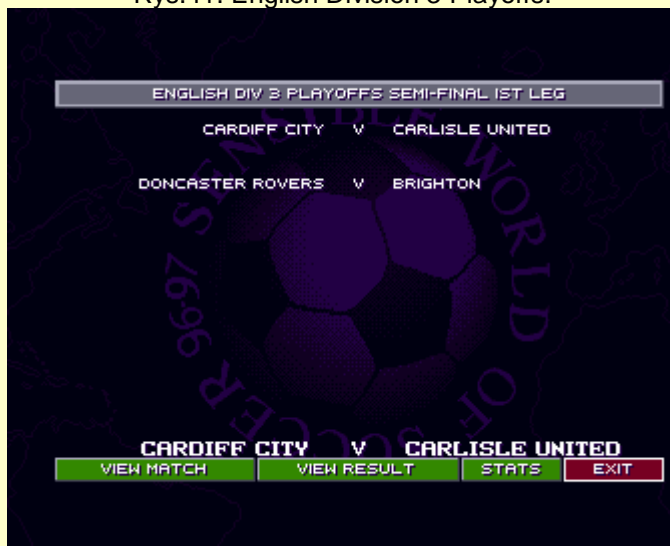 Rys.11. English Division 3 Playoffs.
ENGLISH DIV 3 PLAYOFFS SEMI-FINAL 1ST LEG
CARDIFF CITY V CARLISLE UNITED
DONCASTER ROVERS V BRIGHTON
SENSIBLE WORLD OF SOCCER 96-97
CARDIFF CITY V CARLISLE UNITED
VIEW MATCH VIEW RESULT STATS EXIT